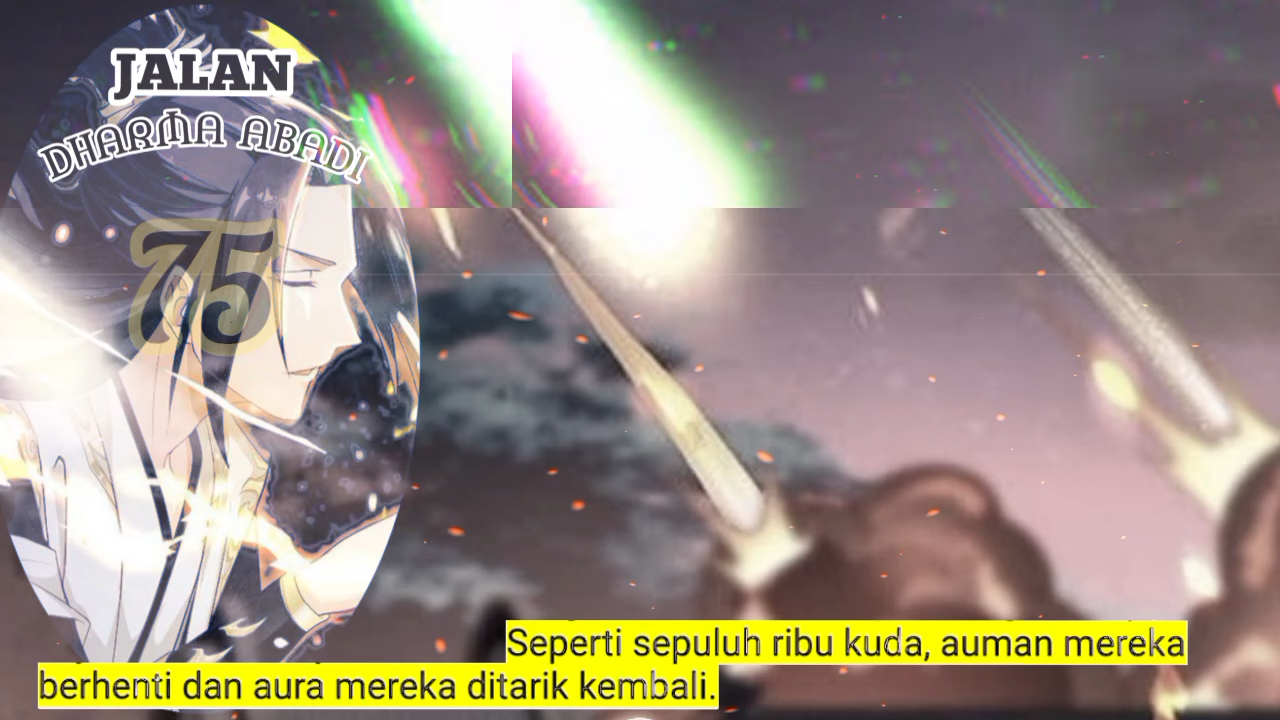 JALAN
DHARMA ABADI
75
Seperti sepuluh ribu kuda, auman mereka
berhenti dan aura mereka ditarik kembali.